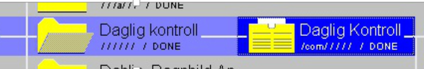 / DONE
Daglig kontroll
////// / DONE
Daglig Kontroll
/com///// / DONE